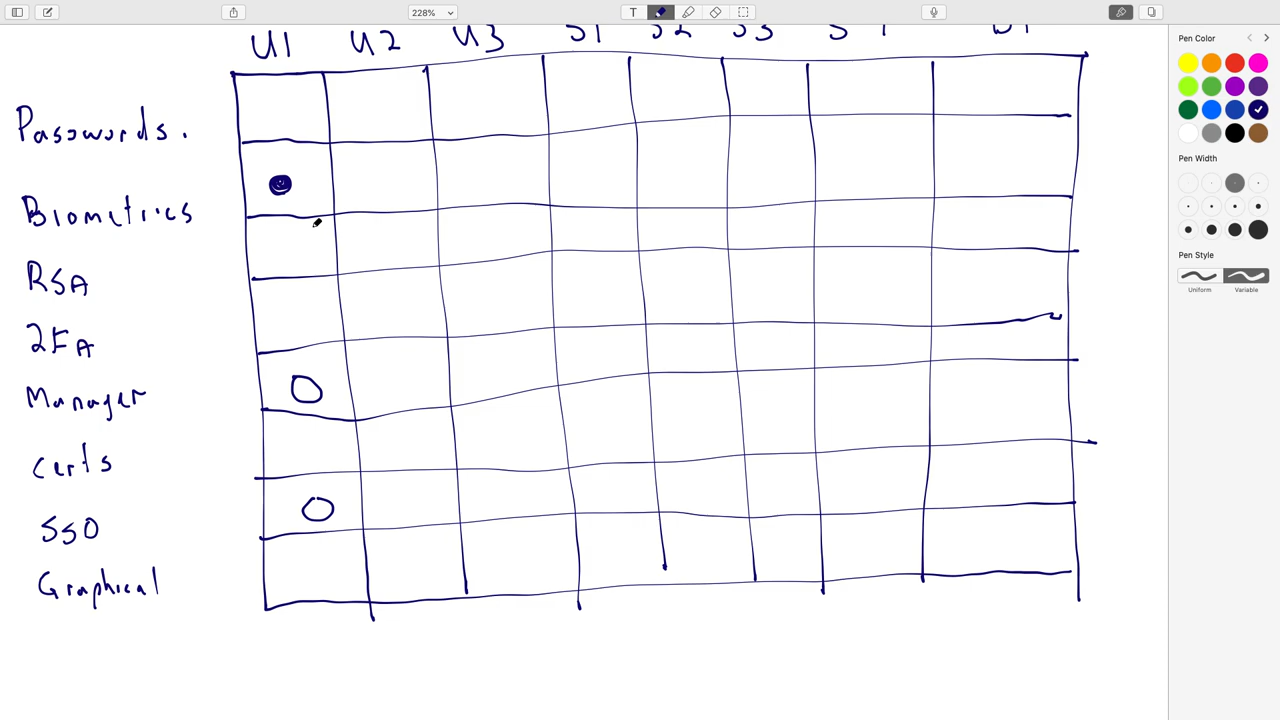 228%
T
Pen Color
U1 U2 U3 S1 S2 S3
Passwords.
Biometrics
RSA
2FA
Manager
Certs
SSO
Graphical
Pen Width
Pen Style
Uniform Variable